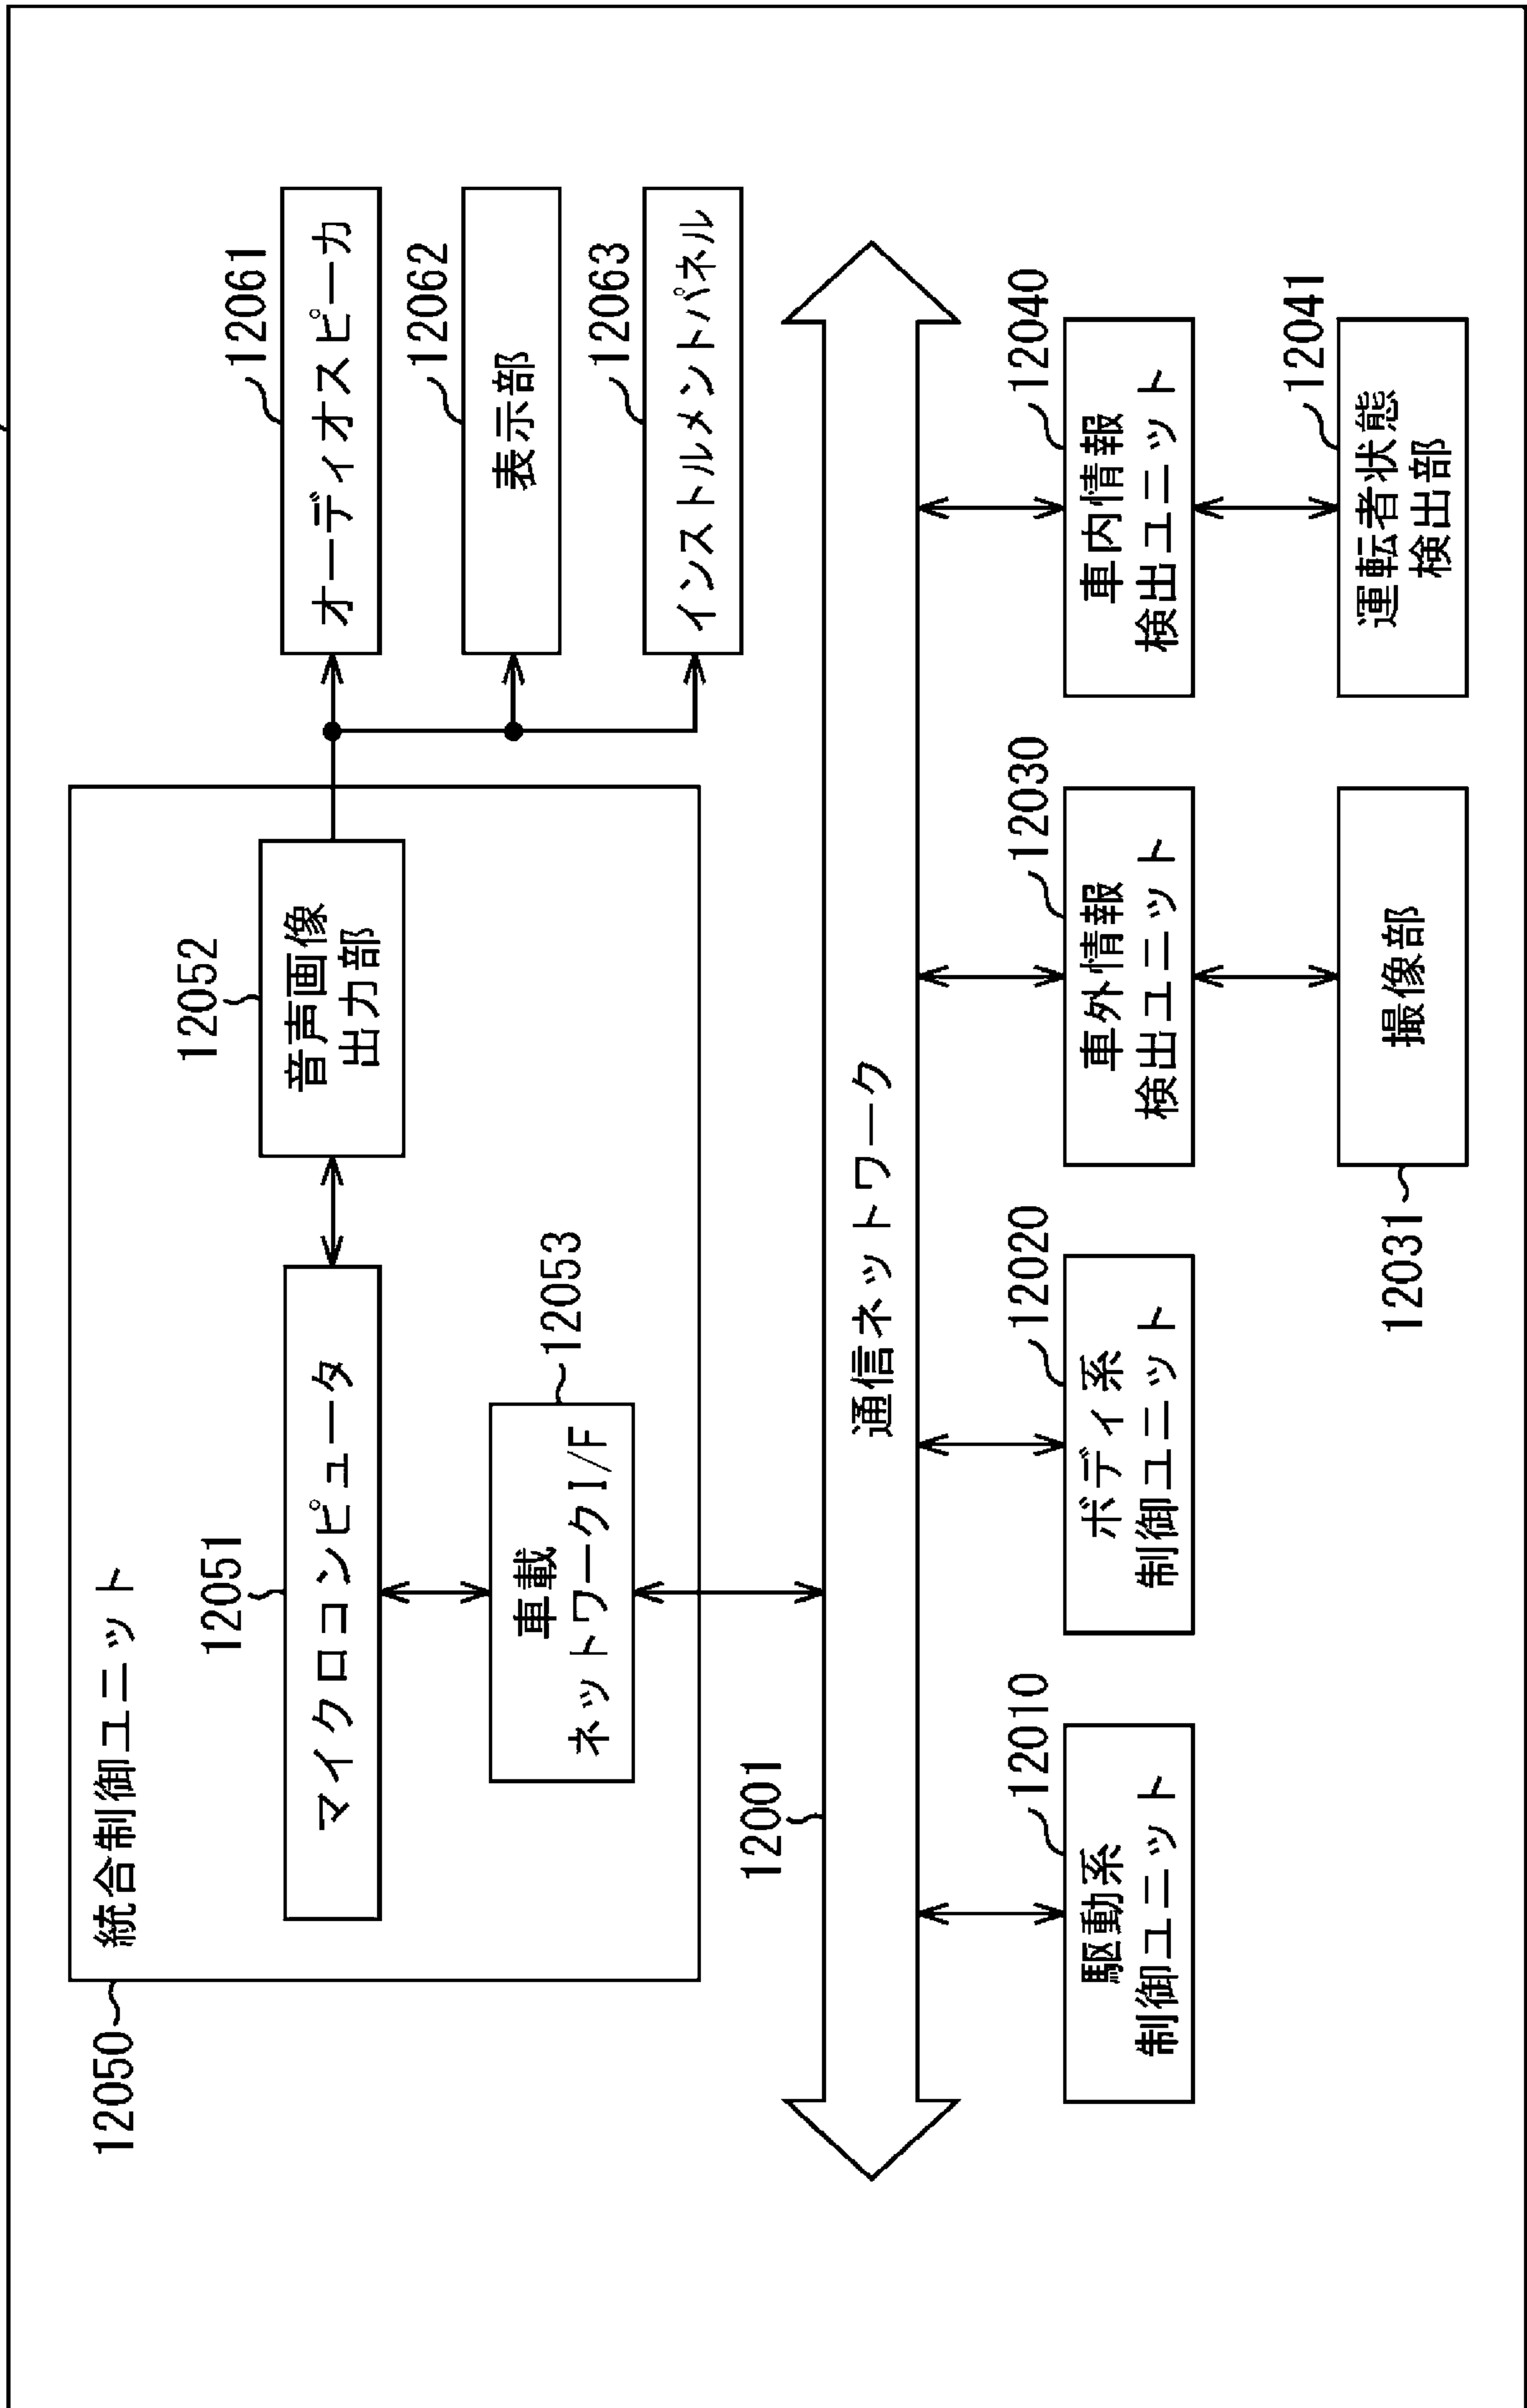 12050
統合制御ユニット
12051
マイクロコンピュータ
12052
音声画像
出力部
12053
車載
ネットワークI/F
12061
オーディオスピーカ
12062
表示部
12063
インストルメントパネル
12001
通信ネットワーク
12010
駆動系
制御ユニット
12020
ボディ系
制御ユニット
12030
車外情報
検出ユニット
12040
車内情報
検出ユニット
12031
撮像部
12041
運転者状態
検出部